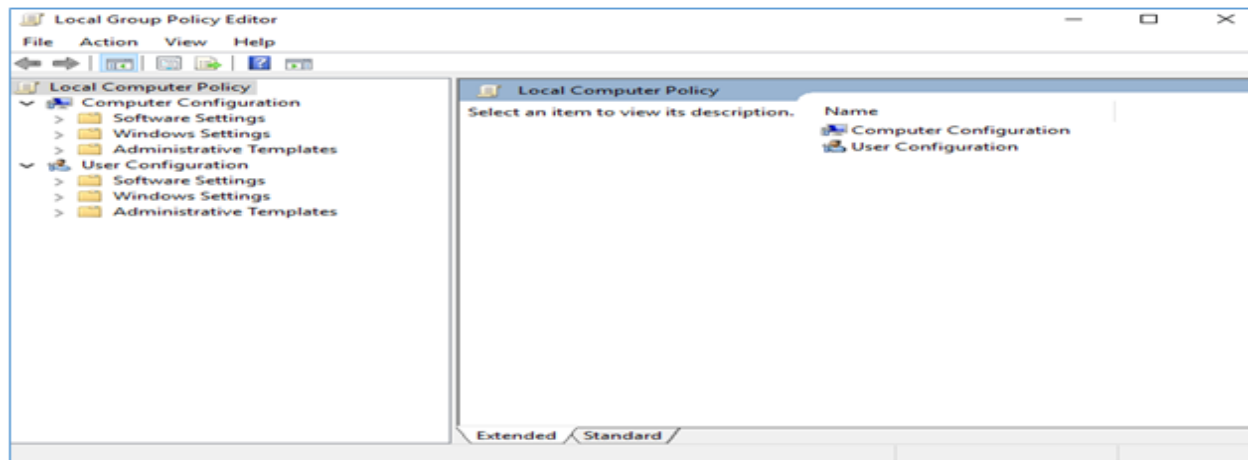 Local Group Policy Editor
File Action View Help
Local Computer Policy
Computer Configuration
Software Settings
Windows Settings
Administrative Templates
User Configuration
Software Settings
Windows Settings
Administrative Templates
Local Computer Policy
Select an item to view its description.
Name
Computer Configuration
User Configuration
Extended Standard